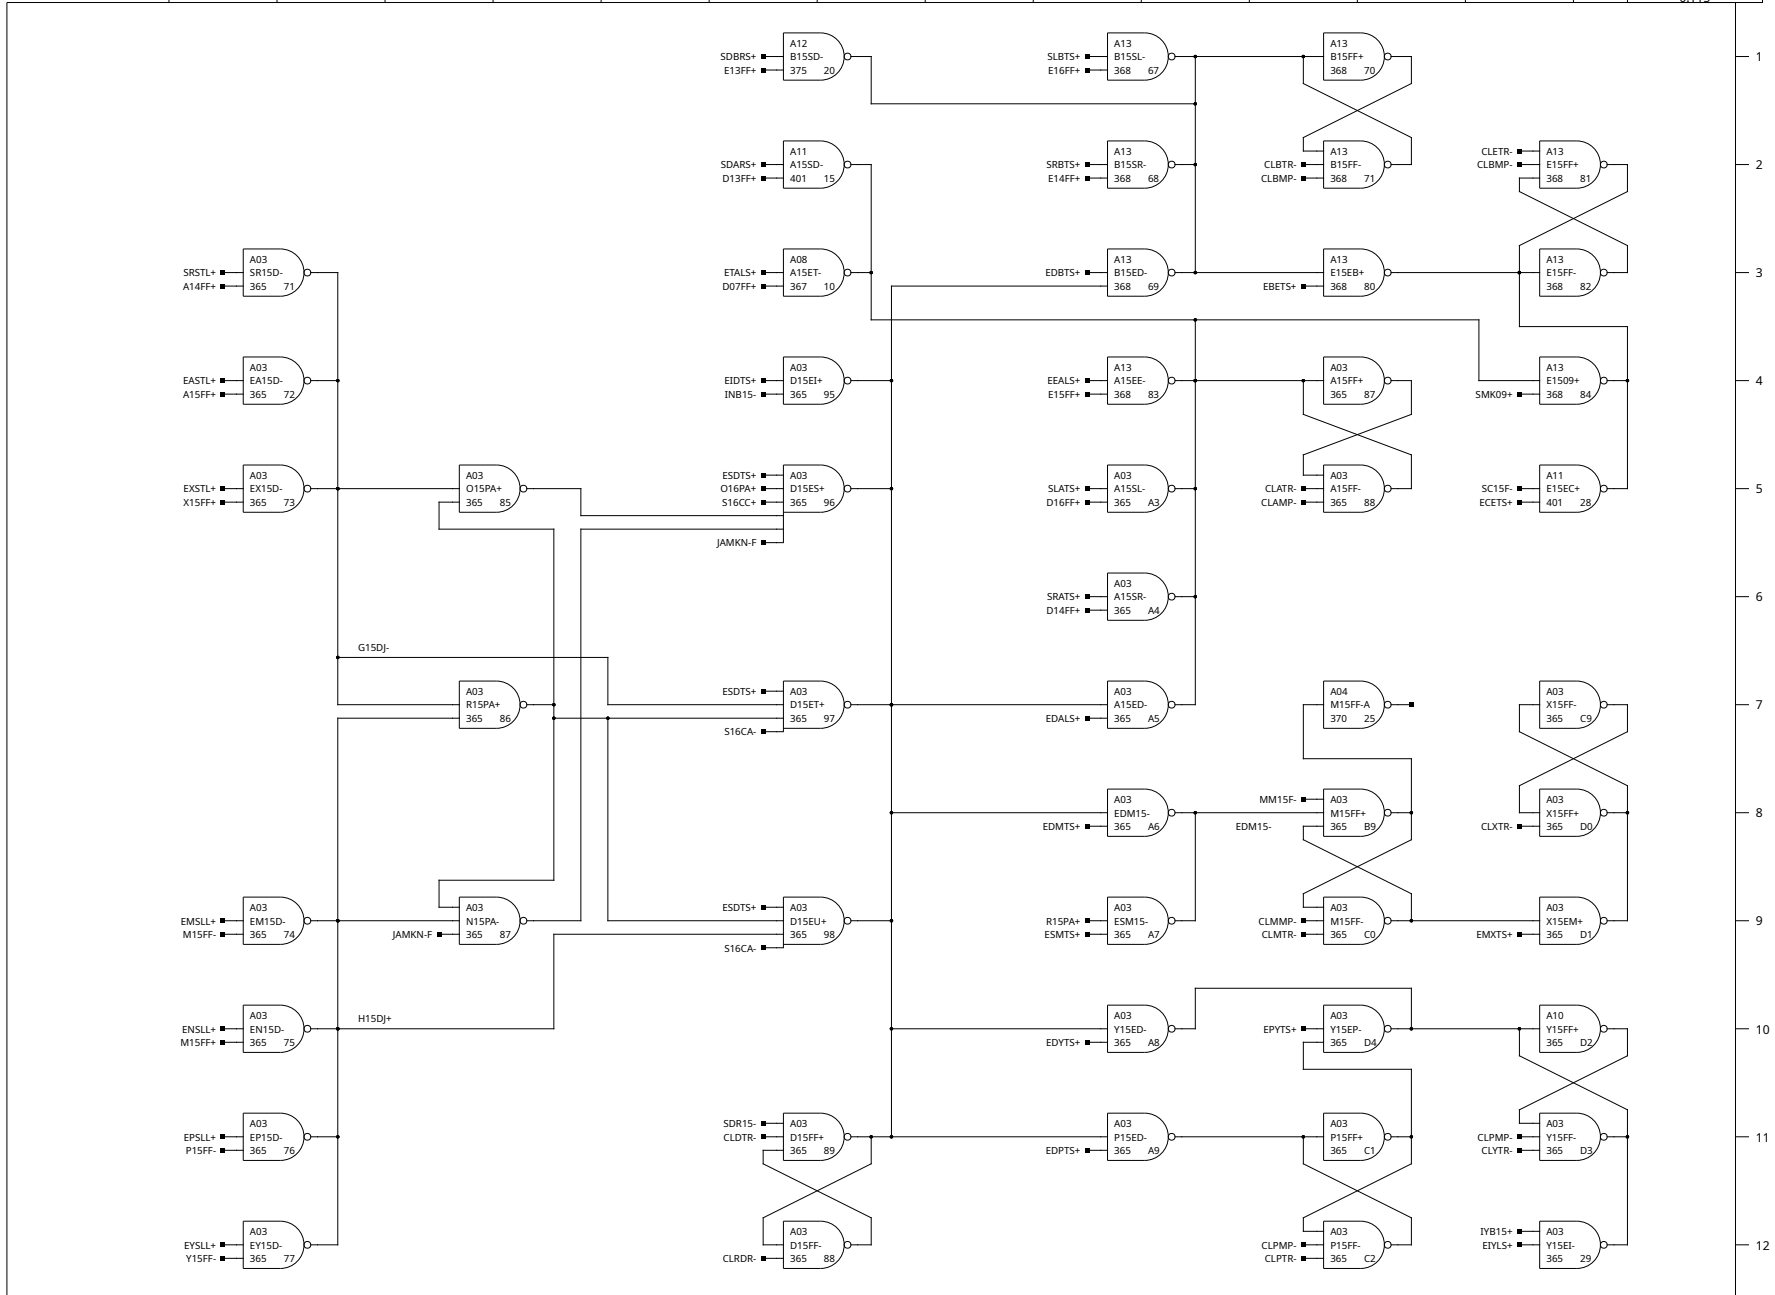 A12 A13 A13
SDBRS+ B15SD- SLBTS+ B15SL- B15FF+ 1
E13FF+ 375 20 E16FF+ 368 67 368 70
A11 A13 A13 CLETR- A13
SDARS+ A15SD- SRBTS+ B15SR- CLBTR- B15FF- CLBMP- E15FF+ 2
D13FF+ 401 15 E14FF+ 368 68 CLBMP- 368 71 368 81
A03 A08 A13 A13 A13
SRSTL+ SR15D- ETALS+ A15ET- EDBTS+ B15ED- E15EB+ E15FF- 3
A14FF+ 365 71 D07FF+ 367 10 368 69 EBETS+ 368 80 368 82
A03 A03 A13 A03 A13
EASTL+ EA15D- EIDTS+ D15EI+ EEALS+ A15EE- A15FF+ E1509+ 4
A15FF+ 365 72 INB15- 365 95 E15FF+ 368 83 365 87 SMK09+ 368 84
A03 A03 ESDTS+ A03 A03 A03 A11
EXSTL+ EX15D- O15PA+ O16PA+ D15ES+ SLATS+ A15SL- CLATR- A15FF- SC15F- E15EC+ 5
X15FF+ 365 73 365 85 S16CC+ 365 96 D16FF+ 365 A3 CLAMP- 365 88 ECETS+ 401 28
JAMKN-F
A03
SRATS+ A15SR- 6
D14FF+ 365 A4
G15DJ-
A03 ESDTS+ A03 A03 A04 A03
R15PA+ D15ET+ A15ED- M15FF-A X15FF- 7
365 86 365 97 EDALS+ 365 A5 370 25 365 C9
S16CA-
A03 MM15F- A03 A03
EDM15- M15FF+ X15FF+ 8
EDMTS+ 365 A6 EDM15- 365 B9 CLXTR- 365 D0
A03 A03 ESDTS+ A03 A03 A03 A03
EMSLL+ EM15D- N15PA- D15EU+ R15PA+ ESM15- CLMMP- M15FF- X15EM+ 9
M15FF- 365 74 JAMKN-F 365 87 365 98 ESMTS+ 365 A7 CLMTR- 365 C0 EMXTS+ 365 D1
S16CA-
A03 H15DJ+ A03 A03 A10
ENSLL+ EN15D- Y15ED- EPYTS+ Y15EP- Y15FF+ 10
M15FF+ 365 75 EDYTS+ 365 A8 365 D4 365 D2
A03 SDR15- A03 A03 A03 A03
EPSLL+ EP15D- CLDTR- D15FF+ P15ED- P15FF+ CLPMP- Y15FF- 11
P15FF- 365 76 365 89 EDPTS+ 365 A9 365 C1 CLYTR- 365 D3
A03 A03 A03 IYB15+ A03
EYSLL+ EY15D- D15FF- CLPMP- P15FF- EIYLS+ Y15EI- 12
Y15FF- 365 77 CLRDR- 365 88 CLPTR- 365 C2 365 29